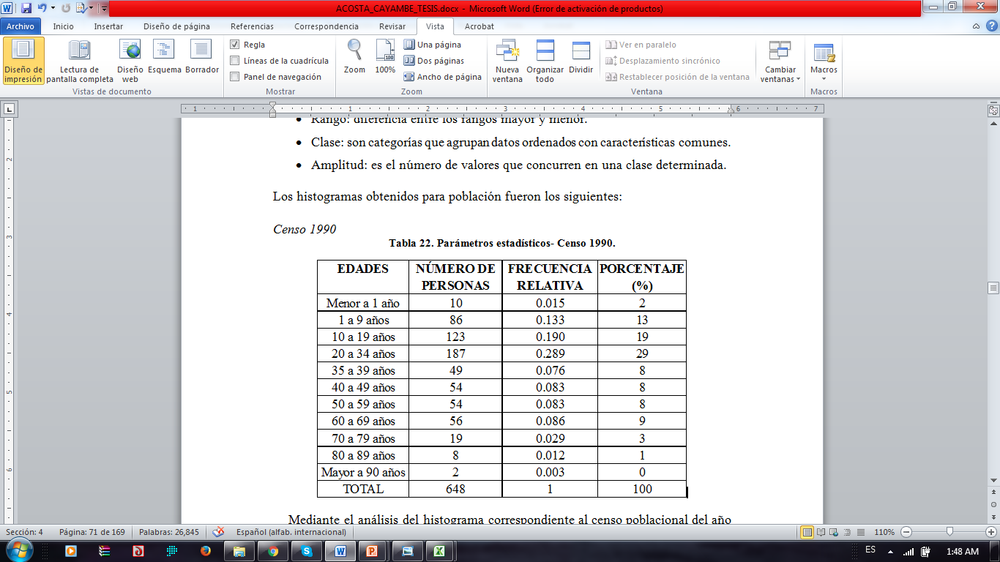 ACOSTA_CAYAMBE_TESIS.docx - Microsoft Word (Error de activación de productos)
Archivo Inicio Insertar Diseño de página Referencias Correspondencia Revisar Vista Programador Acrobat
Diseño de impresión
Lectura de pantalla completa
Diseño web
Esquema
Borrador
Vistas de documento
Regla
Líneas de la cuadrícula
Panel de navegación
Mostrar
Zoom
100%
Una página
Dos páginas
Ancho de página
Zoom
Nueva ventana
Organizar todo
Dividir
Ver en paralelo
Desplazamiento sincrónico
Restablecer posición de la ventana
Ventana
Cambiar ventanas
Macros
Macros
1 1 2 3 4 5 6 7
Rango: diferencia entre los rangos mayor y menor.
• Clase: son categorías que agrupan datos ordenados con características comunes.
• Amplitud: es el número de valores que concurren en una clase determinada.
Los histogramas obtenidos para población fueron los siguientes:
Censo 1990
Tabla 22. Parámetros estadísticos- Censo 1990.
EDADES NÚMERO DE PERSONAS FRECUENCIA RELATIVA PORCENTAJE (%)
Menor a 1 año 10 0.015 2
1 a 9 años 86 0.133 13
10 a 19 años 123 0.190 19
20 a 34 años 187 0.289 29
35 a 39 años 49 0.076 8
40 a 49 años 54 0.083 8
50 a 59 años 54 0.083 8
60 a 69 años 56 0.086 9
70 a 79 años 19 0.029 3
80 a 89 años 8 0.012 1
Mayor a 90 años 2 0.003 0
TOTAL 648 1 100
Mediante el análisis del histograma correspondiente al censo poblacional del año
Sección: 4 Página: 71 de 169 Palabras: 26,845 Español (alfab. internacional) 110%
ES 1:48 AM